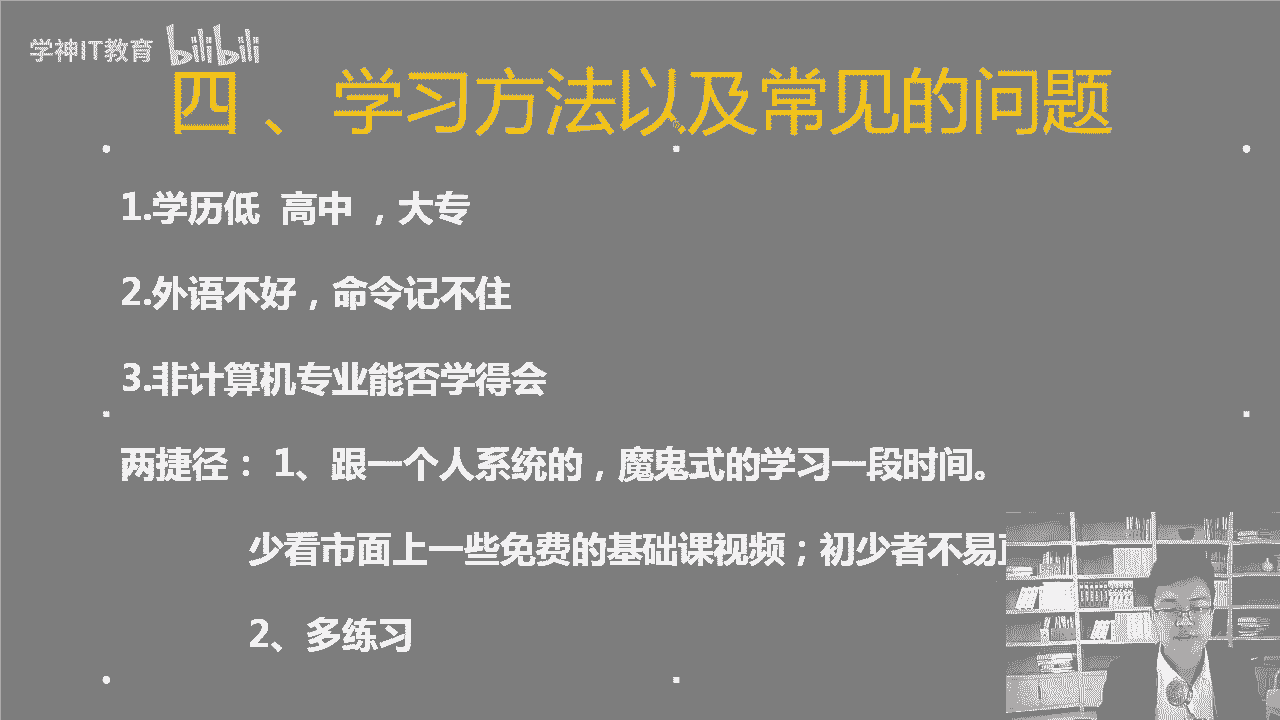 学神IT教育 bilibili
四 、 学习方法以及常见的问题
1.学历低  高中 ，大专
2.外语不好，命令记不住
3.非计算机专业能否学得会
两捷径： 1、跟一个人系统的，魔鬼式的学习一段时间。
少看市面上一些免费的基础课视频；初少者不易
2、多练习